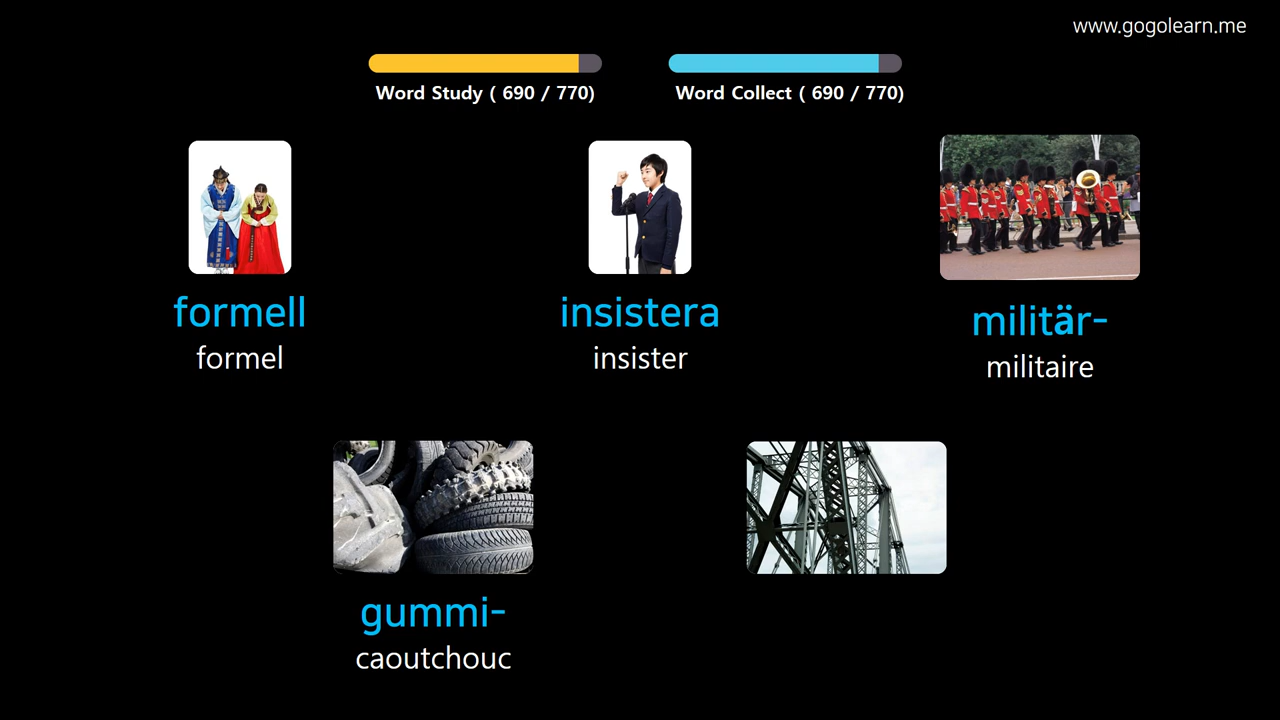 www.gogolearn.me
Word Study ( 690 / 770)
Word Collect ( 690 / 770)
formell
formel
insistera
insister
militär-
militaire
gummi-
caoutchouc